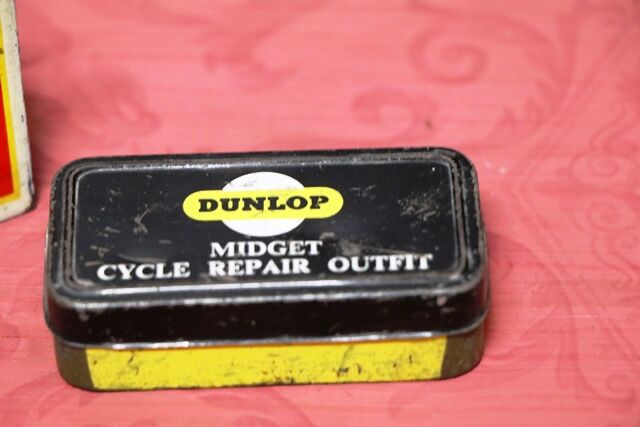 DUNLOP
MIDGET
CYCLE REPAIR OUTFIT